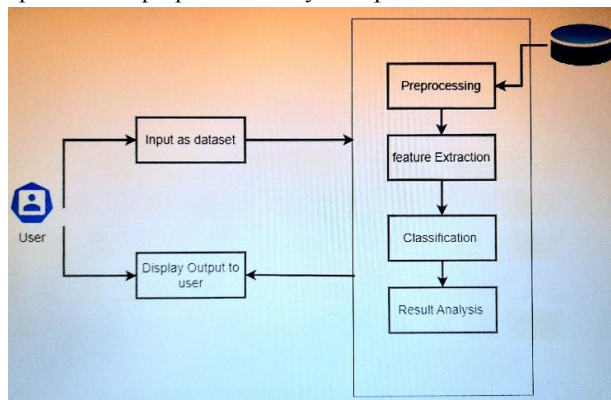 Preprocessing
Input as dataset
feature Extraction
User
Classification
Display Output to
user
Result Analysis